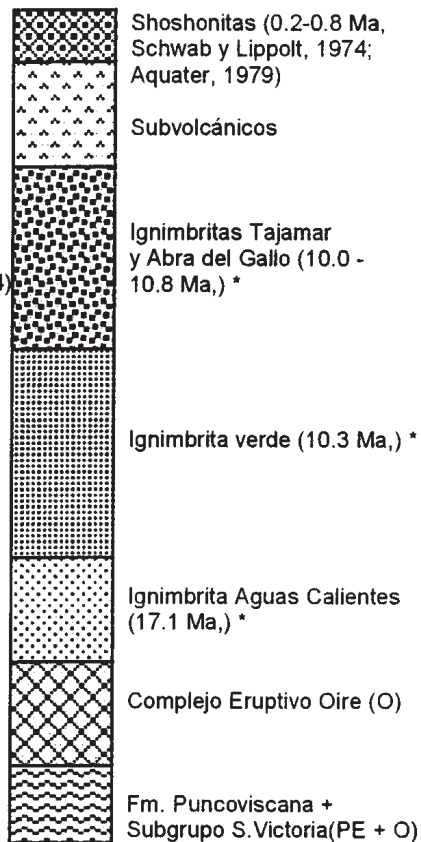 Shoshonitas (0.2-0.8 Ma,
Schwab y Lippolt, 1974;
Aquater, 1979)
Subvolcánicos
Ignimbritas Tajamar
y Abra del Gallo (10.0 -
10.8 Ma,) *
4)
Ignimbrita verde (10.3 Ma,) *
Ignimbrita Aguas Calientes
(17.1 Ma,) *
Complejo Eruptivo Oire (O)
Fm. Puncoviscana +
Subgrupo S.Victoria(PE + O)